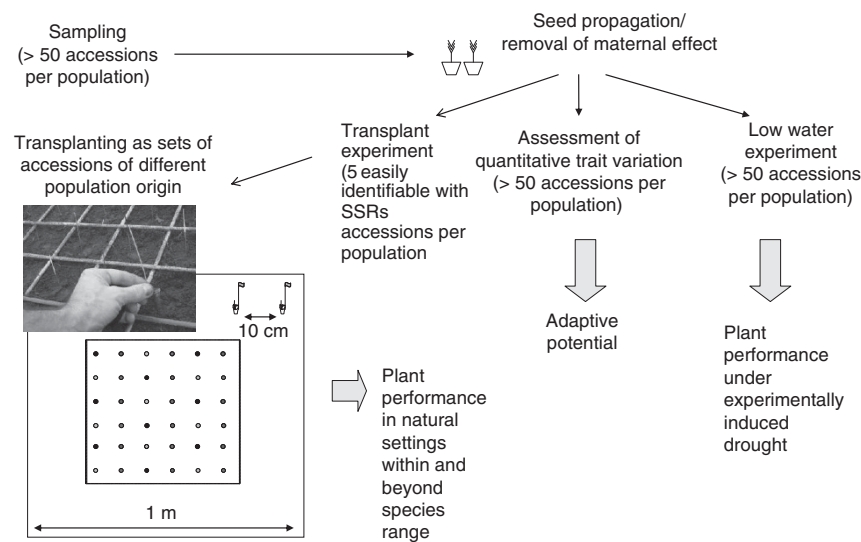 Sampling
(> 50 accessions
per population)
Seed propagation/
removal of maternal effect
Transplanting as sets of
accessions of different
population origin
Transplant
experiment
(5 easily
identifiable with
SSRs
accessions per
population
Assessment of
quantitative trait variation
(> 50 accessions per
population)
Low water
experiment
(> 50 accessions
per population)
10 cm
1 m
Plant
performance
in natural
settings
within and
beyond
species
range
Adaptive
potential
Plant
performance
under
experimentally
induced
drought